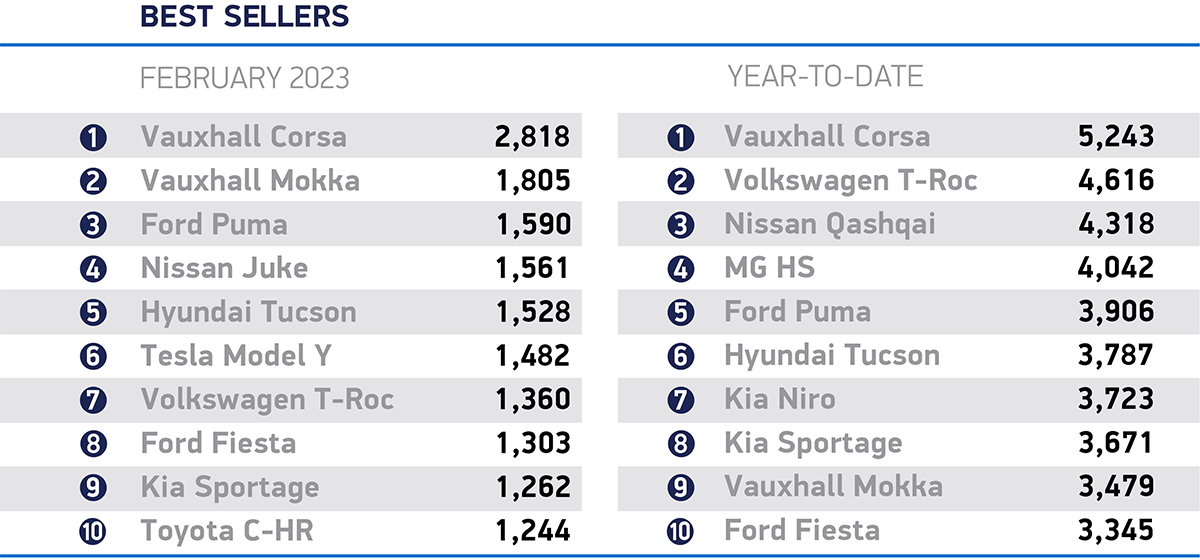 BEST SELLERS
FEBRUARY 2023
1 Vauxhall Corsa 2,818
2 Vauxhall Mokka 1,805
3 Ford Puma 1,590
4 Nissan Juke 1,561
5 Hyundai Tucson 1,528
6 Tesla Model Y 1,482
7 Volkswagen T-Roc 1,360
8 Ford Fiesta 1,303
9 Kia Sportage 1,262
10 Toyota C-HR 1,244
YEAR-TO-DATE
1 Vauxhall Corsa 5,243
2 Volkswagen T-Roc 4,616
3 Nissan Qashqai 4,318
4 MG HS 4,042
5 Ford Puma 3,906
6 Hyundai Tucson 3,787
7 Kia Niro 3,723
8 Kia Sportage 3,671
9 Vauxhall Mokka 3,479
10 Ford Fiesta 3,345